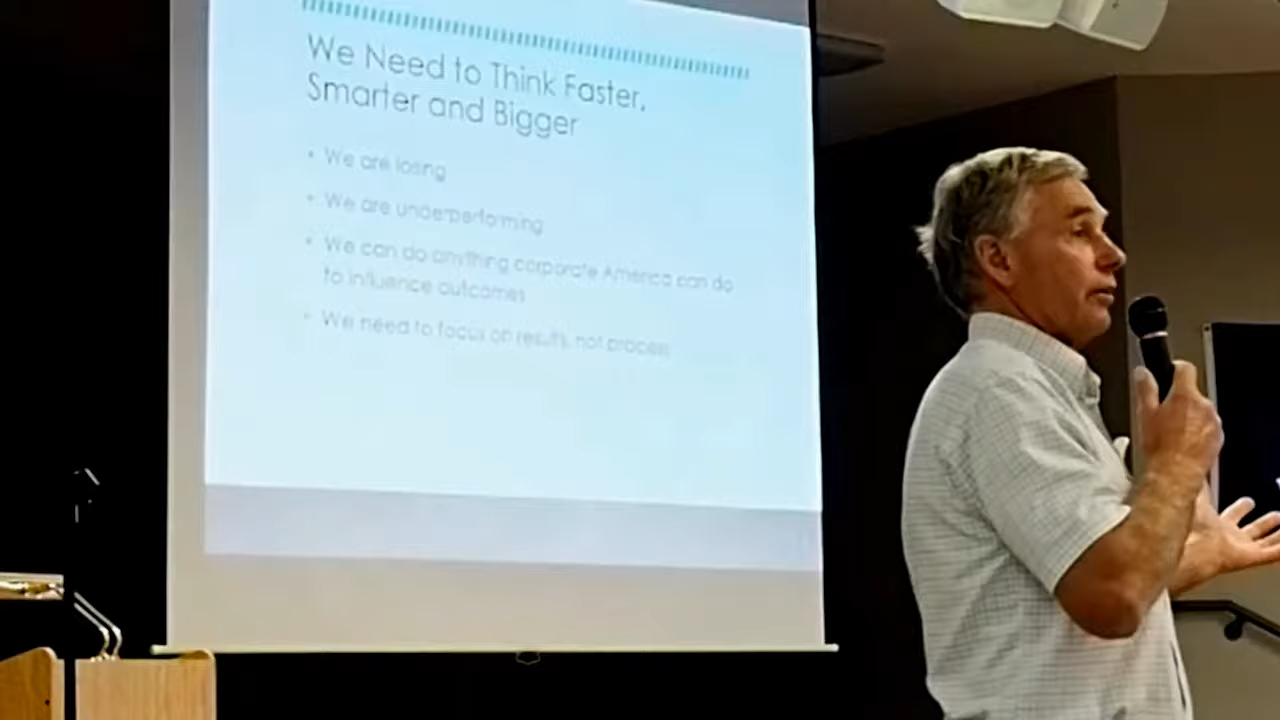 We Need to Think Faster,
Smarter and Bigger
• We are losing
• We are underperforming
• We can do anything corporate America can do
to influence outcomes
• We need to focus on results, not process